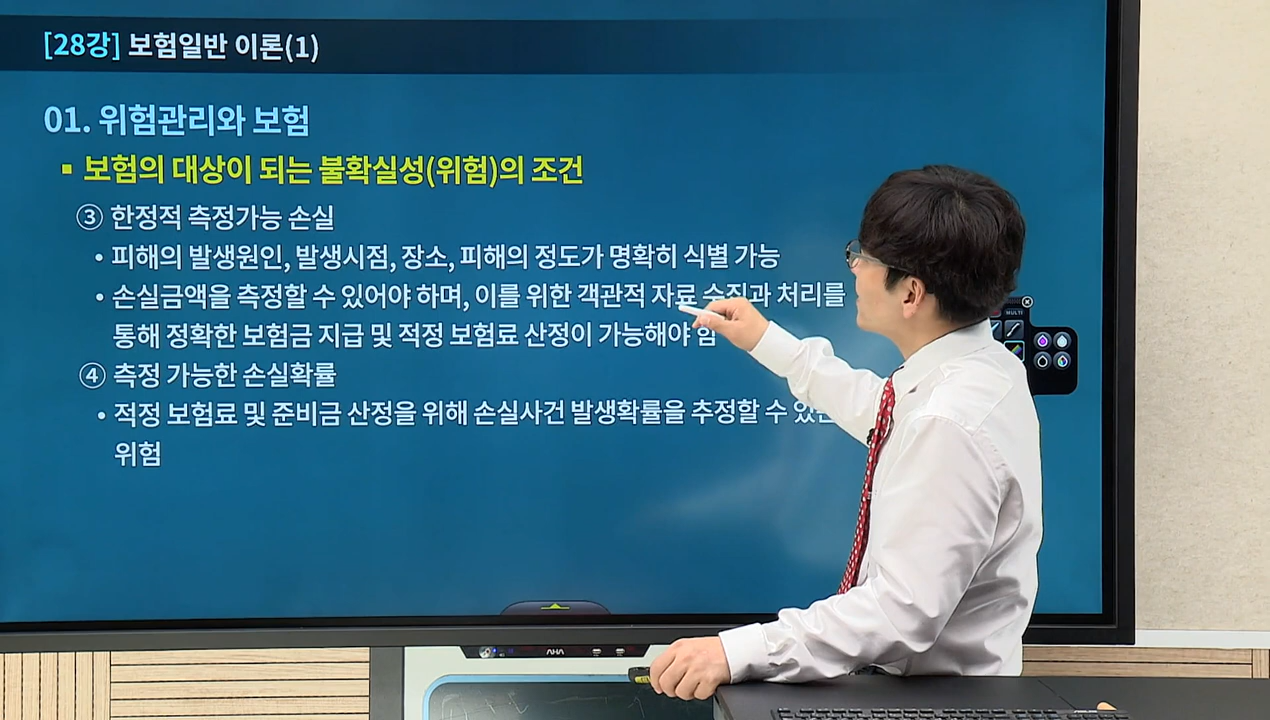 [28강] 보험일반 이론(1)
01. 위험관리와 보험
▪ 보험의 대상이 되는 불확실성(위험)의 조건
③ 한정적 측정가능 손실
• 피해의 발생원인, 발생시점, 장소, 피해의 정도가 명확히 식별 가능
• 손실금액을 측정할 수 있어야 하며, 이를 위한 객관적 자료 수집과 처리를
통해 정확한 보험금 지급 및 적정 보험료 산정이 가능해야 함
④ 측정 가능한 손실확률
• 적정 보험료 및 준비금 산정을 위해 손실사건 발생확률을 추정할 수 있는
위험
MULTI
AHA